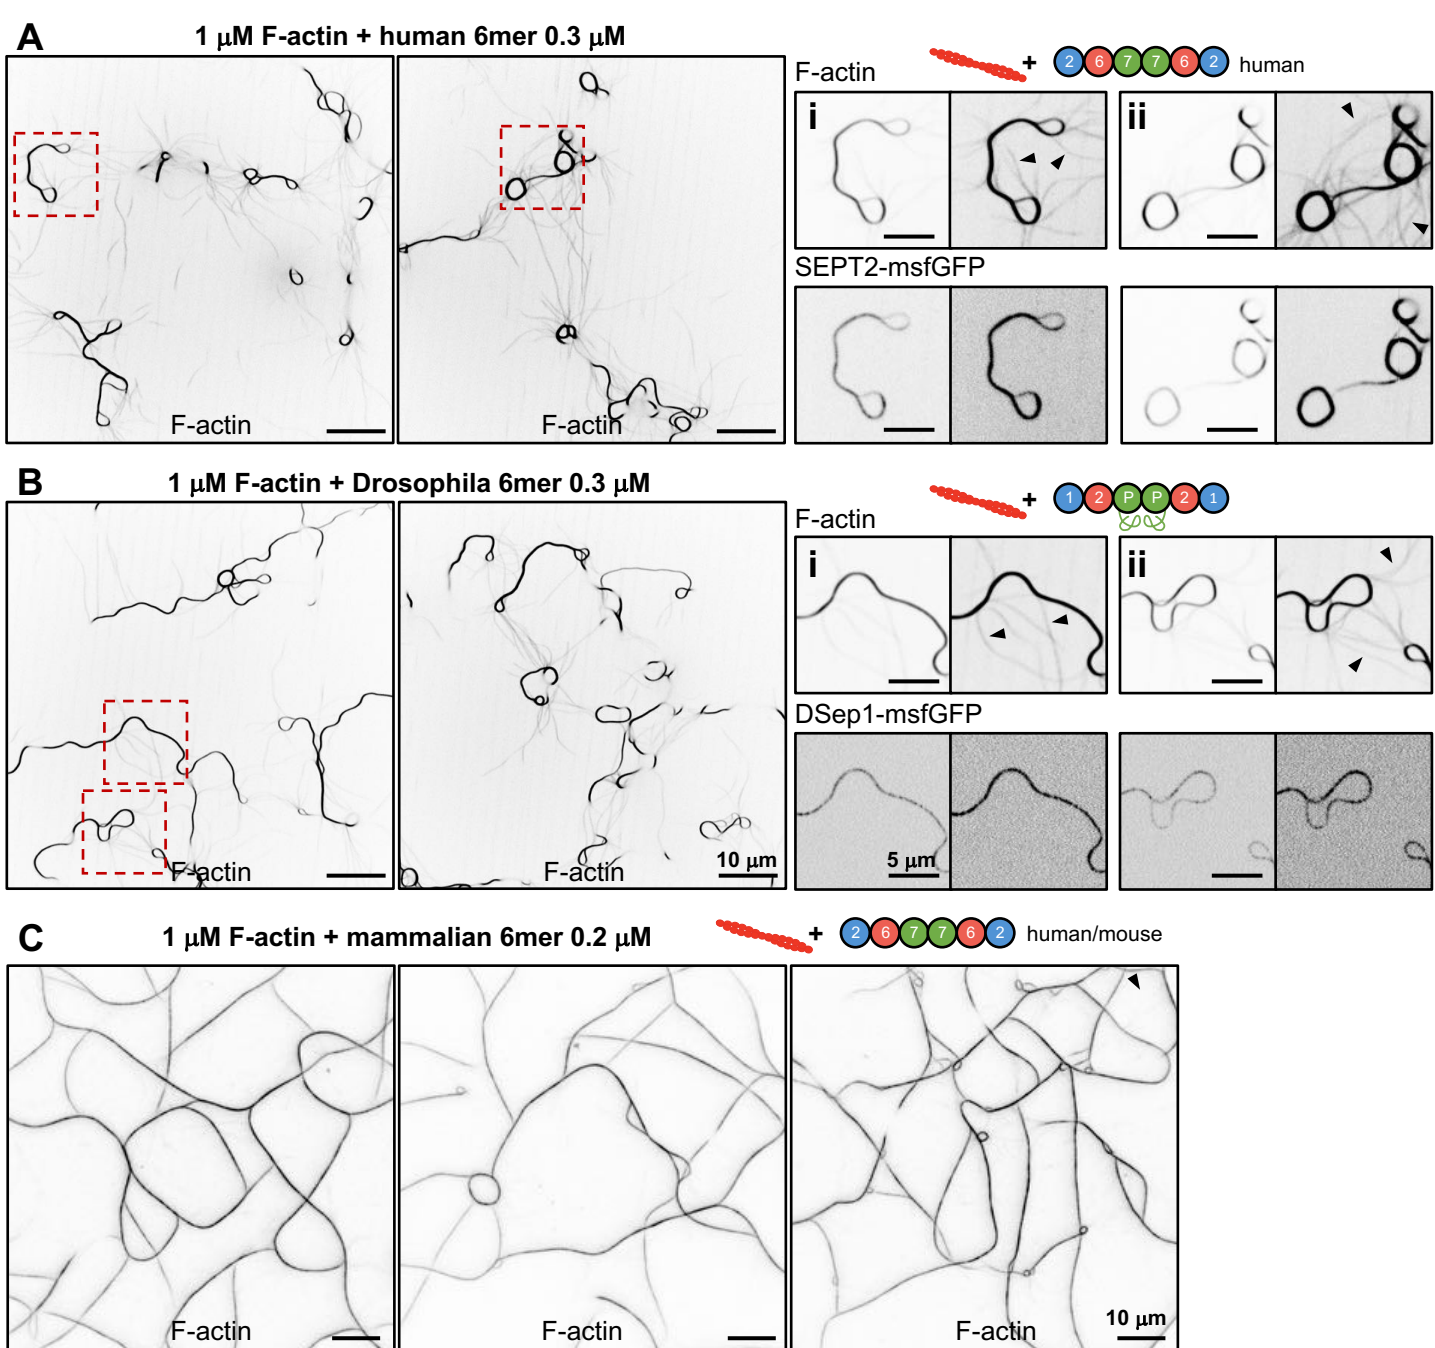 A
1 μM F-actin + human 6mer 0.3 μM
F-actin
+
2 6 7 7 6 2
human
i
ii
SEPT2-msfGFP
F-actin
F-actin
B
1 μM F-actin + Drosophila 6mer 0.3 μM
F-actin
+
1 2 P P 2 1
i
ii
DSep1-msfGFP
F-actin
F-actin
10 μm
5 μm
C
1 μM F-actin + mammalian 6mer 0.2 μM
+
2 6 7 7 6 2
human/mouse
F-actin
F-actin
F-actin
10 μm